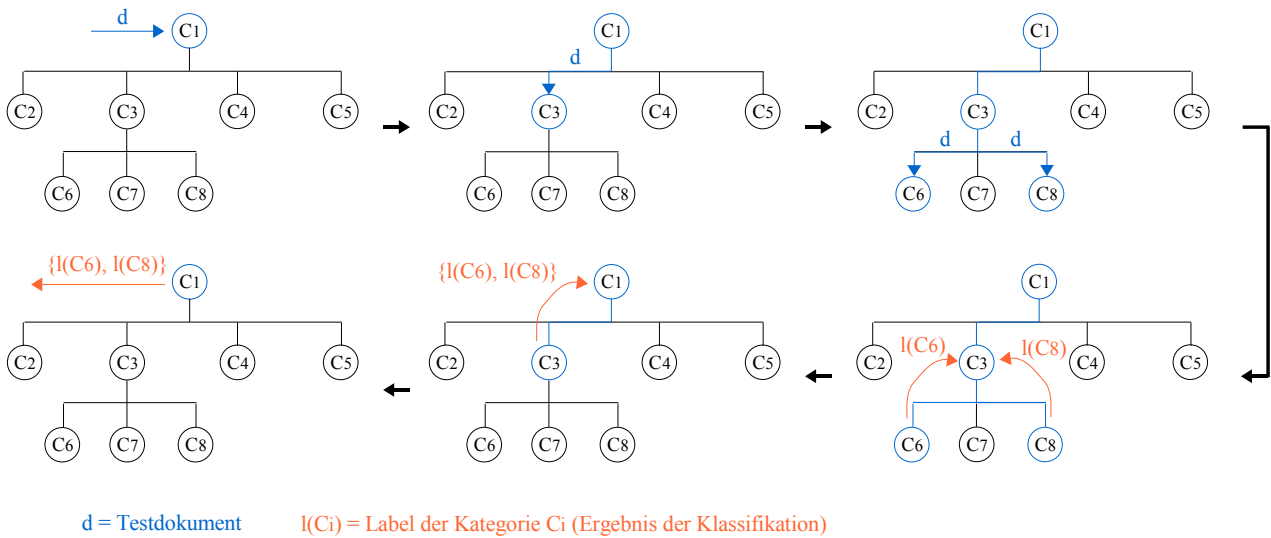 d
C1
C2 C3 C4 C5
C6 C7 C8
C1
d
C2 C3 C4 C5
C6 C7 C8
C1
C2 C3 C4 C5
d d
C6 C7 C8
{l(C6), l(C8)}
C1
C2 C3 C4 C5
C6 C7 C8
{l(C6), l(C8)}
C1
C2 C3 C4 C5
C6 C7 C8
C1
l(C6) l(C8)
C2 C3 C4 C5
C6 C7 C8
d = Testdokument
l(Ci) = Label der Kategorie Ci (Ergebnis der Klassifikation)